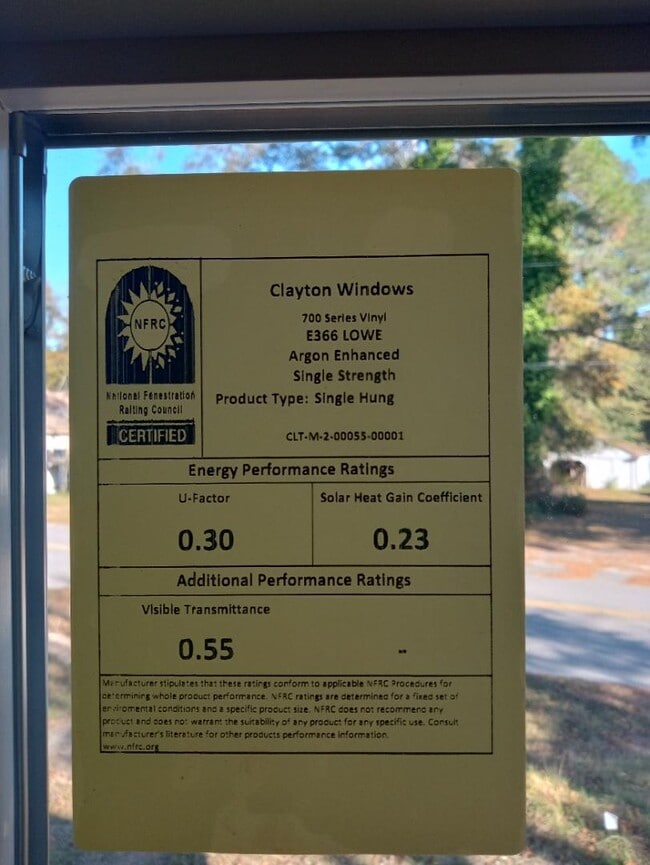 NFRC
National Fenestration
Raiting Council
CERTIFIED
Clayton Windows
700 Series Vinyl
E366 LOWE
Argon Enhanced
Single Strength
Product Type: Single Hung
CLT-M-2-00055-00001
Energy Performance Ratings
U-Factor
0.30
Solar Heat Gain Coefficient
0.23
Additional Performance Ratings
Visible Transmittance
0.55
-
Manufacturer stipulates that these ratings conform to applicable NFRC Procedures for
determining whole product performance. NFRC ratings are determined for a fixed set of
enviromental conditions and a specific product size. NFRC does not recommend any
product and does not warrant the suitability of any product for any specific use. Consult
manufacturer's literature for other products performance information.
www.nfrc.org